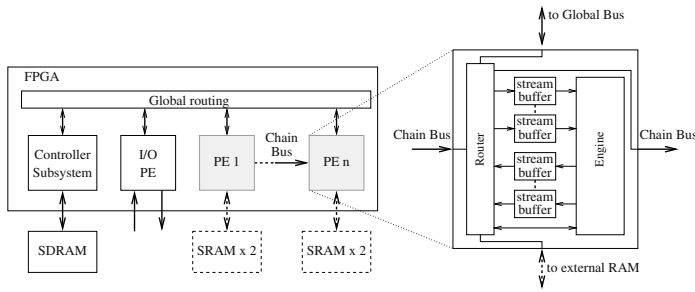 to Global Bus
FPGA
Global routing
Controller
Subsystem
I/O
PE
PE 1
Chain
Bus
PE n
SDRAM
SRAM x 2
SRAM x 2
Chain Bus
Router
stream
buffer
stream
buffer
stream
buffer
stream
buffer
Engine
Chain Bus
to external RAM